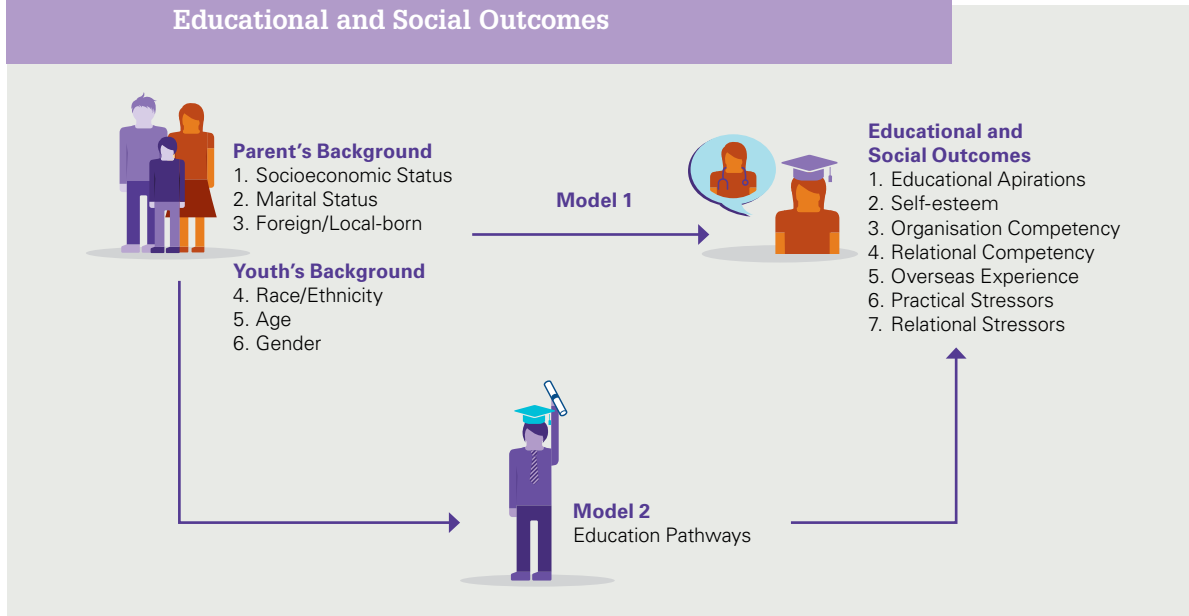 Educational and Social Outcomes
Parent's Background
1. Socioeconomic Status
2. Marital Status
3. Foreign/Local-born
Youth's Background
4. Race/Ethnicity
5. Age
6. Gender
Model 1
Educational and
Social Outcomes
1. Educational Apirations
2. Self-esteem
3. Organisation Competency
4. Relational Competency
5. Overseas Experience
6. Practical Stressors
7. Relational Stressors
Model 2
Education Pathways